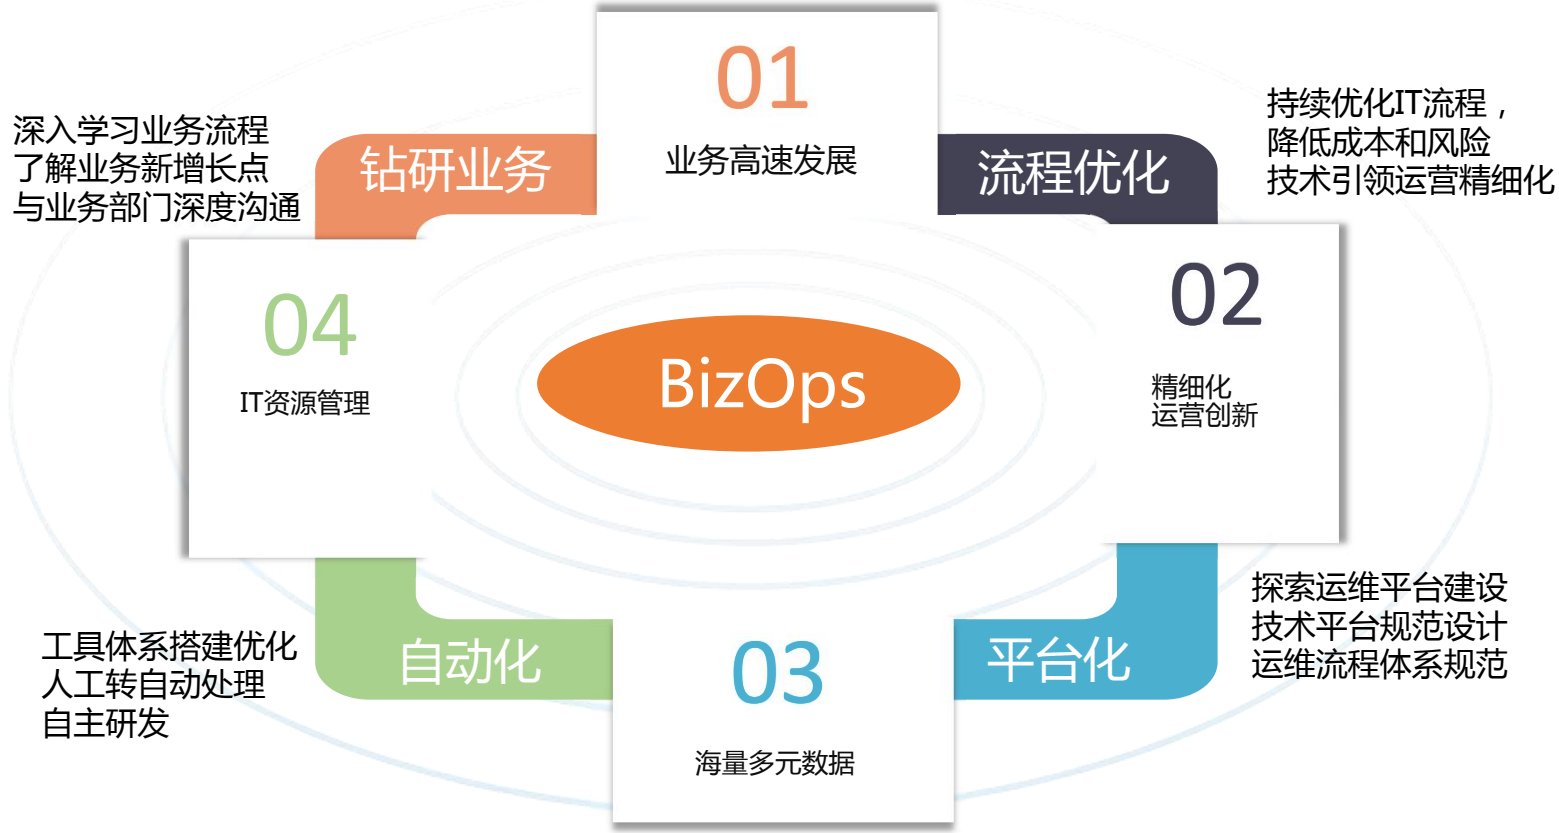 01
业务高速发展
深入学习业务流程
了解业务新增长点
与业务部门深度沟通
钻研业务
流程优化
持续优化IT流程，
降低成本和风险
技术引领运营精细化
04
IT资源管理
BizOps
02
精细化
运营创新
工具体系搭建优化
人工转自动处理
自主研发
自动化
03
海量多元数据
平台化
探索运维平台建设
技术平台规范设计
运维流程体系规范